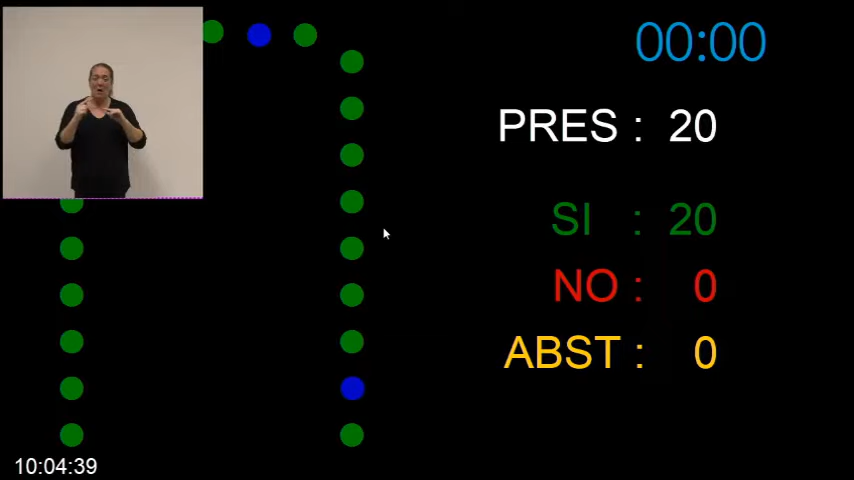 00:00
PRES : 20
SI : 20
NO : 0
ABST : 0
10:04:39